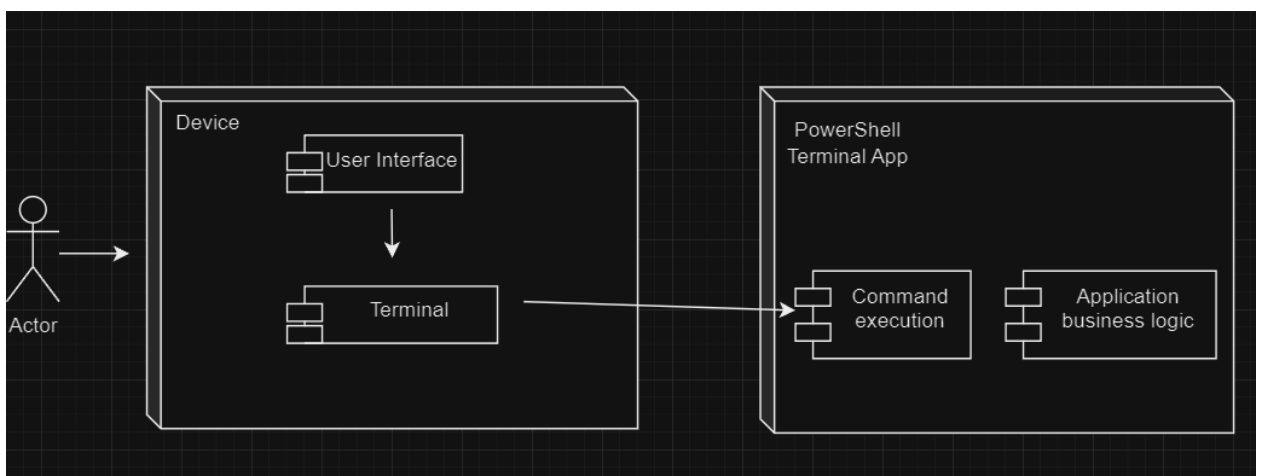 Device
User Interface
Terminal
Actor
PowerShell
Terminal App
Command
execution
Application
business logic